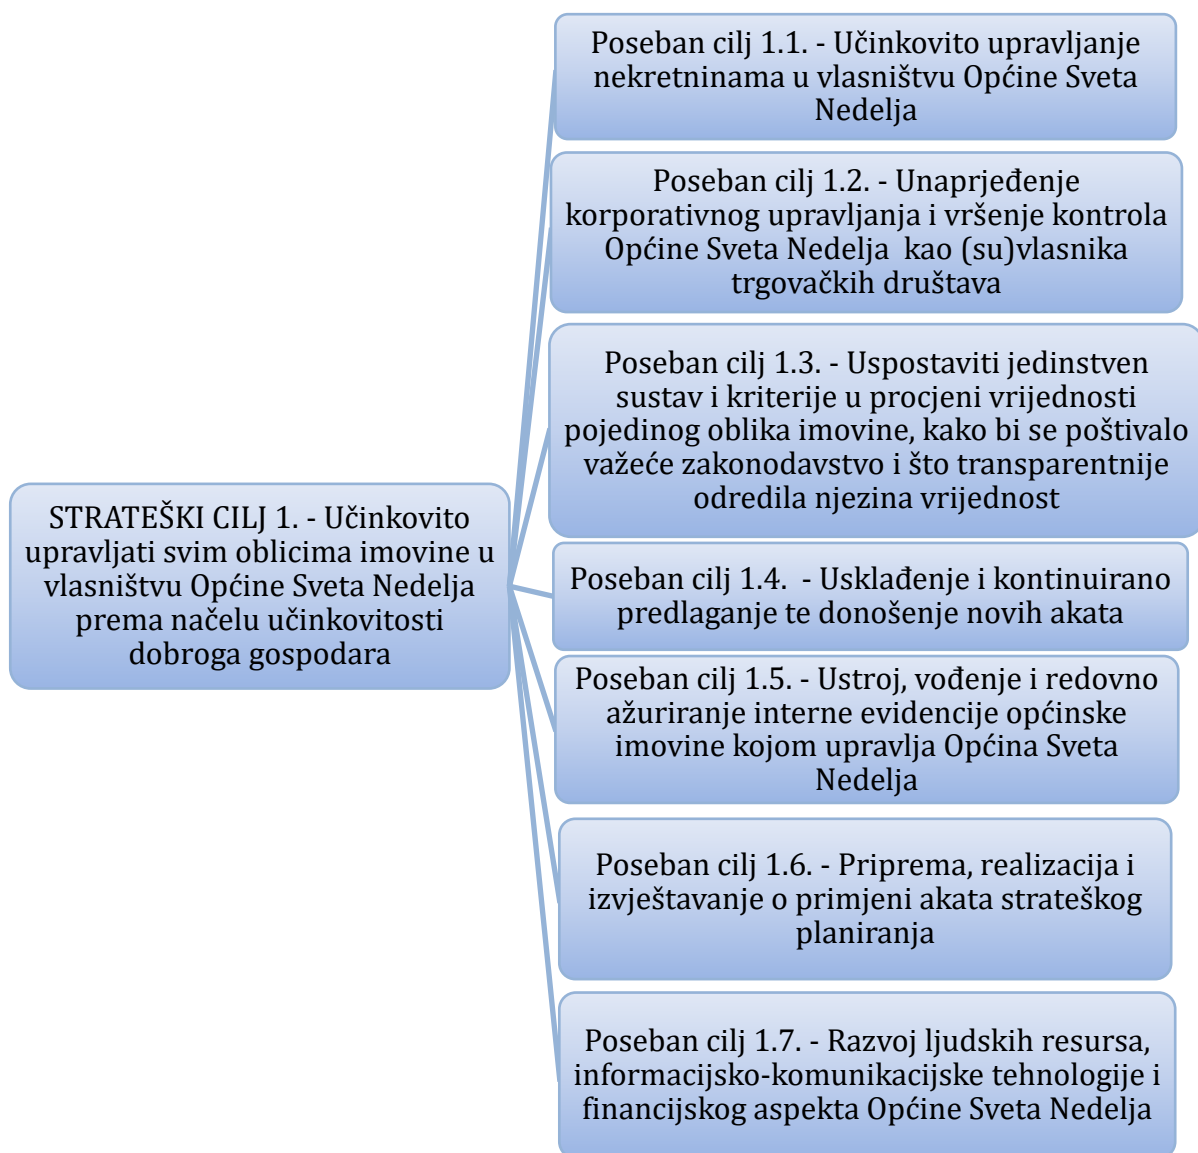 STRATEŠKI CILJ 1. - Učinkovito
upravljati svim oblicima imovine u
vlasništvu Općine Sveta Nedelja
prema načelu učinkovitosti
dobroga gospodara
Poseban cilj 1.1. - Učinkovito upravljanje
nekretninama u vlasništvu Općine Sveta
Nedelja
Poseban cilj 1.2. - Unaprjeđenje
korporativnog upravljanja i vršenje kontrola
Općine Sveta Nedelja kao (su)vlasnika
trgovačkih društava
Poseban cilj 1.3. - Uspostaviti jedinstven
sustav i kriterije u procjeni vrijednosti
pojedinog oblika imovine, kako bi se poštivalo
važeće zakonodavstvo i što transparentnije
odredila njezina vrijednost
Poseban cilj 1.4. - Usklađenje i kontinuirano
predlaganje te donošenje novih akata
Poseban cilj 1.5. - Ustroj, vođenje i redovno
ažuriranje interne evidencije općinske
imovine kojom upravlja Općina Sveta
Nedelja
Poseban cilj 1.6. - Priprema, realizacija i
izvještavanje o primjeni akata strateškog
planiranja
Poseban cilj 1.7. - Razvoj ljudskih resursa,
informacijsko-komunikacijske tehnologije i
financijskog aspekta Općine Sveta Nedelja